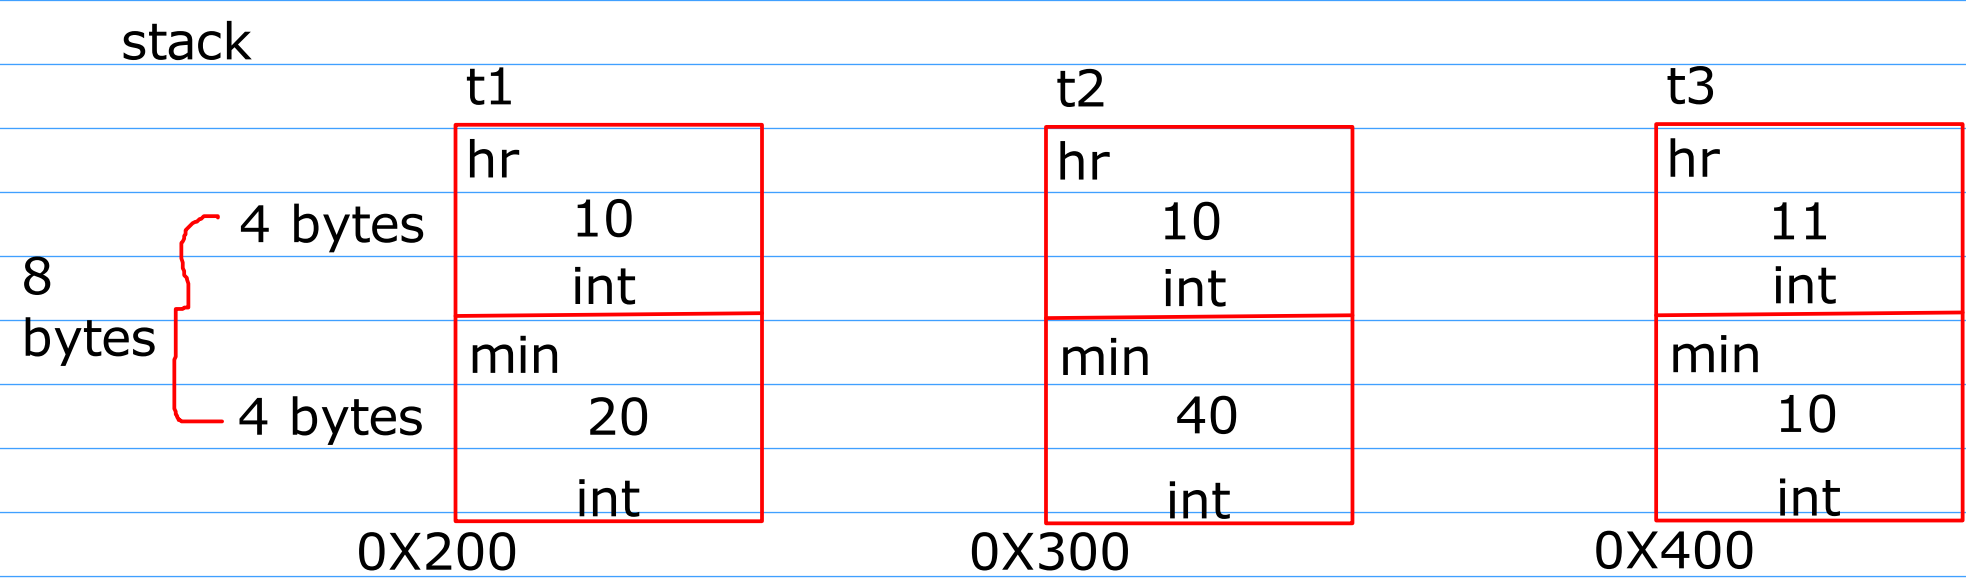 stack
t1 t2 t3
hr hr hr
4 bytes 10 10 11
int int int
8
bytes
min min min
4 bytes 20 40 10
int int int
0X200 0X300 0X400